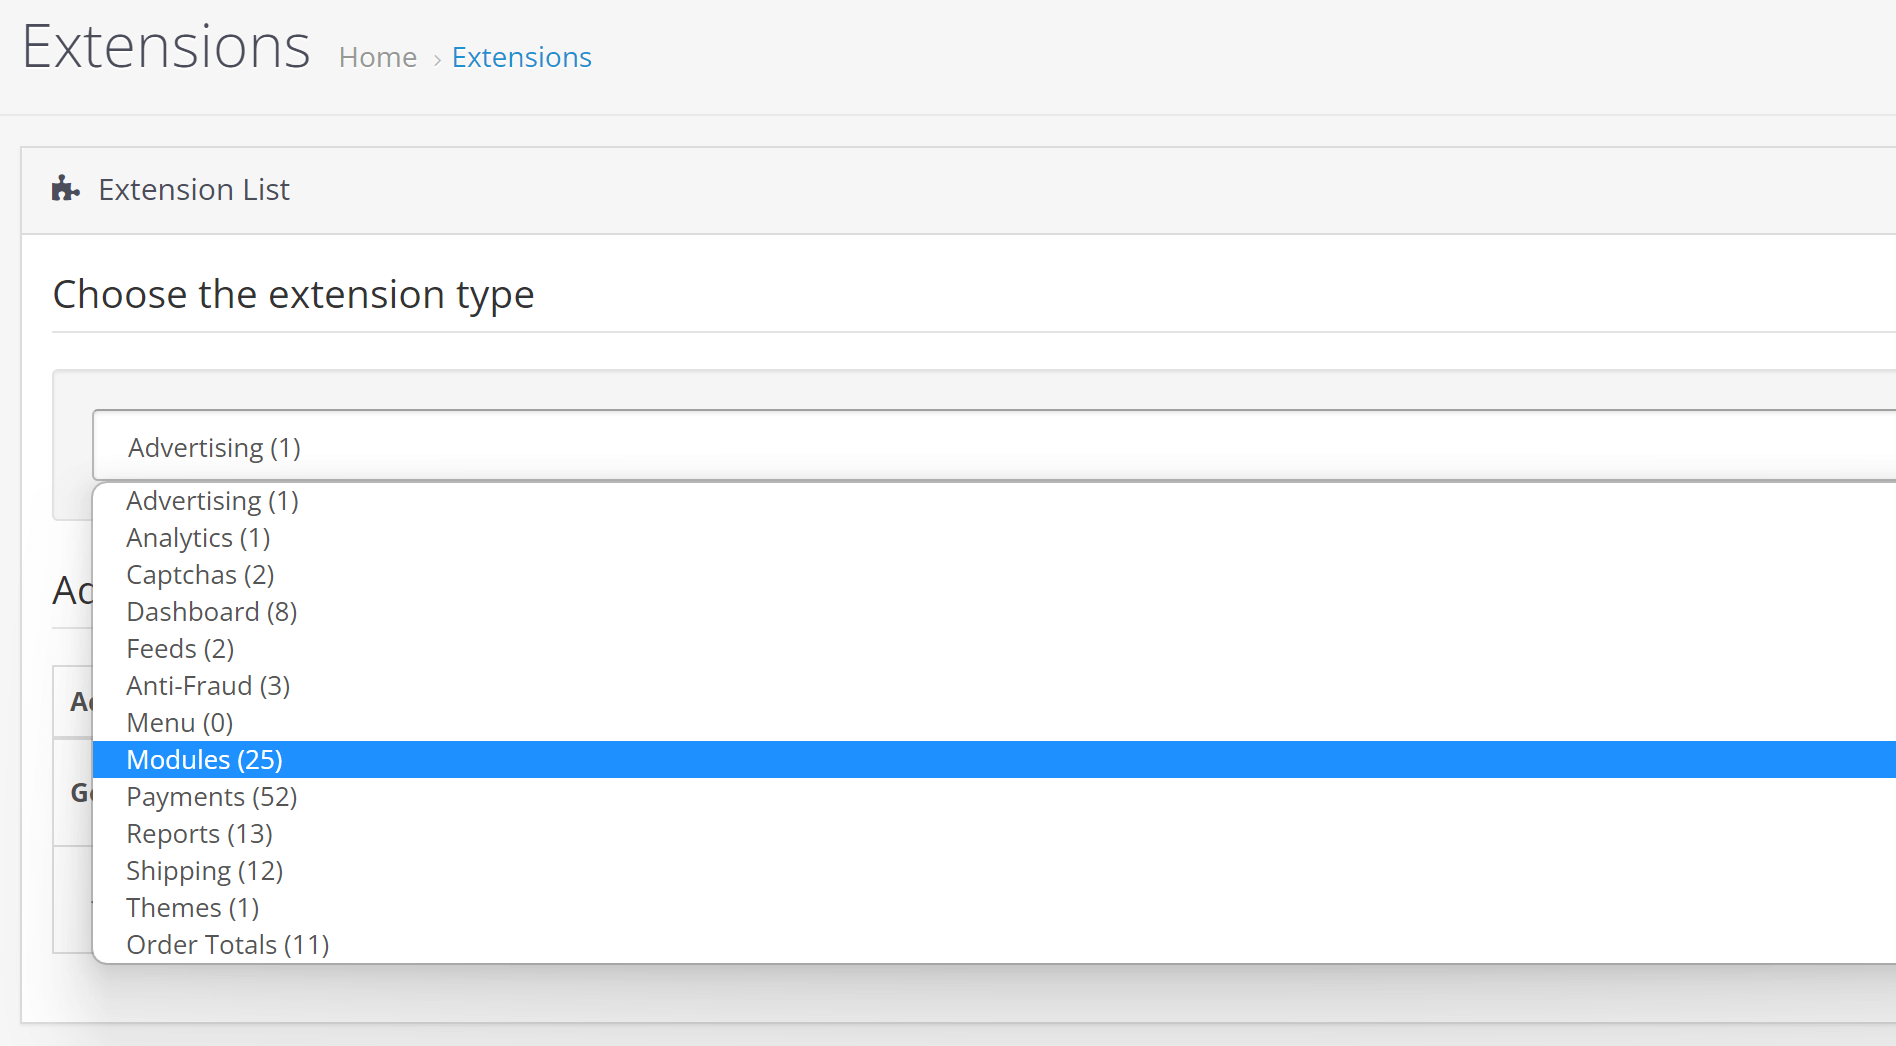 Extensions Home › Extensions
Extension List
Choose the extension type
Advertising (1)
Advertising (1)
Analytics (1)
Captchas (2)
Dashboard (8)
Feeds (2)
Anti-Fraud (3)
Menu (0)
Modules (25)
Payments (52)
Reports (13)
Shipping (12)
Themes (1)
Order Totals (11)